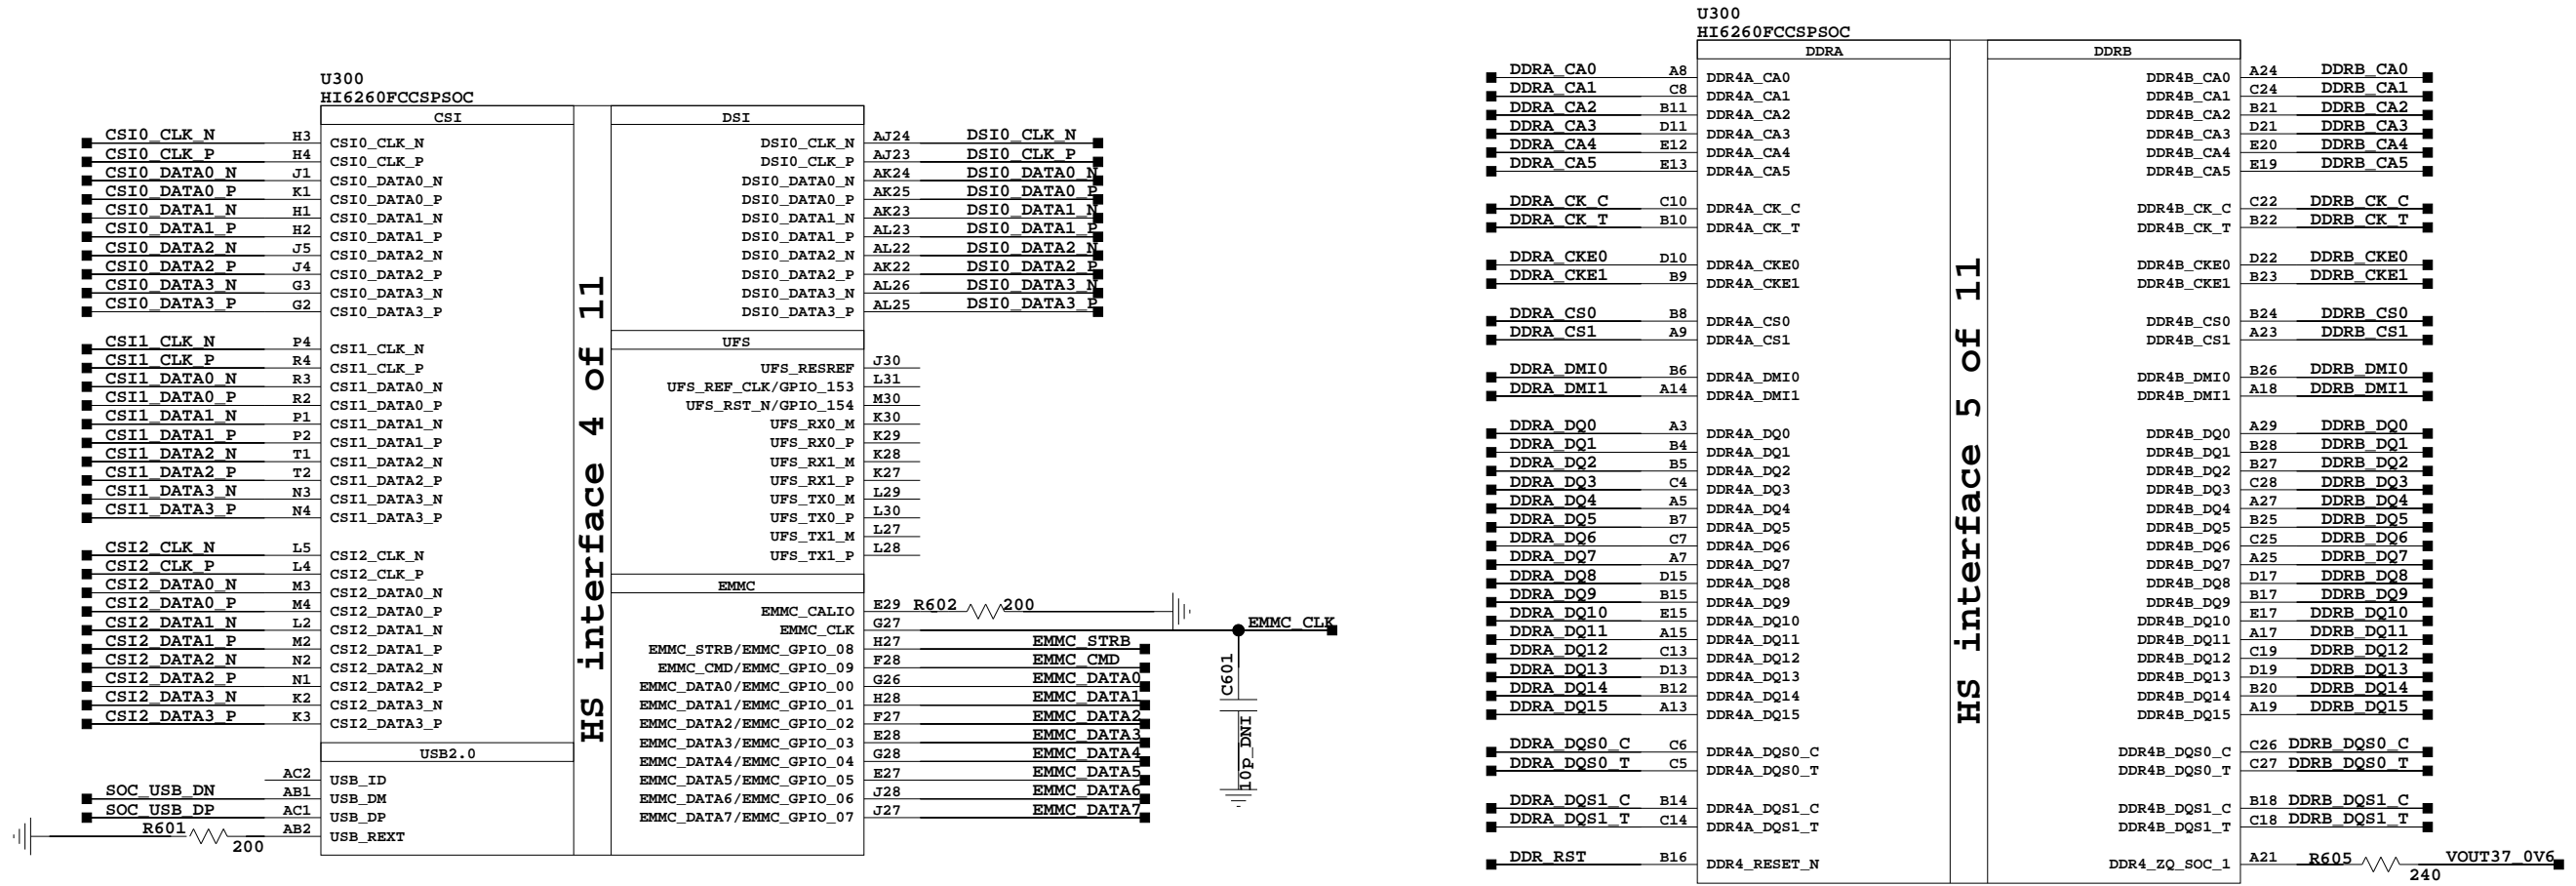 U300
HI6260FCCSPSOC
CSI
DSI
CSI0_CLK_N H3 CSI0_CLK_N DSI0_CLK_N AJ24 DSI0_CLK_N
CSI0_CLK_P H4 CSI0_CLK_P DSI0_CLK_P AJ23 DSI0_CLK_P
CSI0_DATA0_N J1 CSI0_DATA0_N DSI0_DATA0_N AK24 DSI0_DATA0_N
CSI0_DATA0_P K1 CSI0_DATA0_P DSI0_DATA0_P AK25 DSI0_DATA0_P
CSI0_DATA1_N H1 CSI0_DATA1_N DSI0_DATA1_N AK23 DSI0_DATA1_N
CSI0_DATA1_P H2 CSI0_DATA1_P DSI0_DATA1_P AL23 DSI0_DATA1_P
CSI0_DATA2_N J5 CSI0_DATA2_N DSI0_DATA2_N AL22 DSI0_DATA2_N
CSI0_DATA2_P J4 CSI0_DATA2_P DSI0_DATA2_P AK22 DSI0_DATA2_P
CSI0_DATA3_N G3 CSI0_DATA3_N DSI0_DATA3_N AL26 DSI0_DATA3_N
CSI0_DATA3_P G2 CSI0_DATA3_P DSI0_DATA3_P AL25 DSI0_DATA3_P
CSI1_CLK_N P4 CSI1_CLK_N
CSI1_CLK_P R4 CSI1_CLK_P
CSI1_DATA0_N R3 CSI1_DATA0_N
CSI1_DATA0_P R2 CSI1_DATA0_P
CSI1_DATA1_N P1 CSI1_DATA1_N
CSI1_DATA1_P P2 CSI1_DATA1_P
CSI1_DATA2_N T1 CSI1_DATA2_N
CSI1_DATA2_P T2 CSI1_DATA2_P
CSI1_DATA3_N N3 CSI1_DATA3_N
CSI1_DATA3_P N4 CSI1_DATA3_P
CSI2_CLK_N L5 CSI2_CLK_N
CSI2_CLK_P L4 CSI2_CLK_P
CSI2_DATA0_N M3 CSI2_DATA0_N
CSI2_DATA0_P M4 CSI2_DATA0_P
CSI2_DATA1_N L2 CSI2_DATA1_N
CSI2_DATA1_P M2 CSI2_DATA1_P
CSI2_DATA2_N N2 CSI2_DATA2_N
CSI2_DATA2_P N1 CSI2_DATA2_P
CSI2_DATA3_N K2 CSI2_DATA3_N
CSI2_DATA3_P K3 CSI2_DATA3_P
USB2.0
AC2 USB_ID
SOC_USB_DN AB1 USB_DM
SOC_USB_DP AC1 USB_DP
R601 200 AB2 USB_REXT
HS interface 4 of 11
UFS
UFS_RESREF J30
UFS_REF_CLK/GPIO_153 L31
UFS_RST_N/GPIO_154 M30
UFS_RX0_M K30
UFS_RX0_P K29
UFS_RX1_M K28
UFS_RX1_P K27
UFS_TX0_M L29
UFS_TX0_P L30
UFS_TX1_M L27
UFS_TX1_P L28
EMMC
EMMC_CALIO E29 R602 200
EMMC_CLK G27 EMMC_CLK
EMMC_STRB/EMMC_GPIO_08 H27 EMMC_STRB
EMMC_CMD/EMMC_GPIO_09 F28 EMMC_CMD
EMMC_DATA0/EMMC_GPIO_00 G26 EMMC_DATA0
EMMC_DATA1/EMMC_GPIO_01 H28 EMMC_DATA1
EMMC_DATA2/EMMC_GPIO_02 F27 EMMC_DATA2
EMMC_DATA3/EMMC_GPIO_03 E28 EMMC_DATA3
EMMC_DATA4/EMMC_GPIO_04 G28 EMMC_DATA4
EMMC_DATA5/EMMC_GPIO_05 E27 EMMC_DATA5
EMMC_DATA6/EMMC_GPIO_06 J28 EMMC_DATA6
EMMC_DATA7/EMMC_GPIO_07 J27 EMMC_DATA7
C601
10p_DNI
U300
HI6260FCCSPSOC
DDRA
DDRB
DDRA_CA0 A8 DDR4A_CA0 DDR4B_CA0 A24 DDRB_CA0
DDRA_CA1 C8 DDR4A_CA1 DDR4B_CA1 C24 DDRB_CA1
DDRA_CA2 B11 DDR4A_CA2 DDR4B_CA2 B21 DDRB_CA2
DDRA_CA3 D11 DDR4A_CA3 DDR4B_CA3 D21 DDRB_CA3
DDRA_CA4 E12 DDR4A_CA4 DDR4B_CA4 E20 DDRB_CA4
DDRA_CA5 E13 DDR4A_CA5 DDR4B_CA5 E19 DDRB_CA5
DDRA_CK_C C10 DDR4A_CK_C DDR4B_CK_C C22 DDRB_CK_C
DDRA_CK_T B10 DDR4A_CK_T DDR4B_CK_T B22 DDRB_CK_T
DDRA_CKE0 D10 DDR4A_CKE0 DDR4B_CKE0 D22 DDRB_CKE0
DDRA_CKE1 B9 DDR4A_CKE1 DDR4B_CKE1 B23 DDRB_CKE1
DDRA_CS0 B8 DDR4A_CS0 DDR4B_CS0 B24 DDRB_CS0
DDRA_CS1 A9 DDR4A_CS1 DDR4B_CS1 A23 DDRB_CS1
DDRA_DMI0 B6 DDR4A_DMI0 DDR4B_DMI0 B26 DDRB_DMI0
DDRA_DMI1 A14 DDR4A_DMI1 DDR4B_DMI1 A18 DDRB_DMI1
DDRA_DQ0 A3 DDR4A_DQ0 DDR4B_DQ0 A29 DDRB_DQ0
DDRA_DQ1 B4 DDR4A_DQ1 DDR4B_DQ1 B28 DDRB_DQ1
DDRA_DQ2 B5 DDR4A_DQ2 DDR4B_DQ2 B27 DDRB_DQ2
DDRA_DQ3 C4 DDR4A_DQ3 DDR4B_DQ3 C28 DDRB_DQ3
DDRA_DQ4 A5 DDR4A_DQ4 DDR4B_DQ4 A27 DDRB_DQ4
DDRA_DQ5 B7 DDR4A_DQ5 DDR4B_DQ5 B25 DDRB_DQ5
DDRA_DQ6 C7 DDR4A_DQ6 DDR4B_DQ6 C25 DDRB_DQ6
DDRA_DQ7 A7 DDR4A_DQ7 DDR4B_DQ7 A25 DDRB_DQ7
DDRA_DQ8 D15 DDR4A_DQ8 DDR4B_DQ8 D17 DDRB_DQ8
DDRA_DQ9 B15 DDR4A_DQ9 DDR4B_DQ9 B17 DDRB_DQ9
DDRA_DQ10 E15 DDR4A_DQ10 DDR4B_DQ10 E17 DDRB_DQ10
DDRA_DQ11 A15 DDR4A_DQ11 DDR4B_DQ11 A17 DDRB_DQ11
DDRA_DQ12 C13 DDR4A_DQ12 DDR4B_DQ12 C19 DDRB_DQ12
DDRA_DQ13 D13 DDR4A_DQ13 DDR4B_DQ13 D19 DDRB_DQ13
DDRA_DQ14 B12 DDR4A_DQ14 DDR4B_DQ14 B20 DDRB_DQ14
DDRA_DQ15 A13 DDR4A_DQ15 DDR4B_DQ15 A19 DDRB_DQ15
DDRA_DQS0_C C6 DDR4A_DQS0_C DDR4B_DQS0_C C26 DDRB_DQS0_C
DDRA_DQS0_T C5 DDR4A_DQS0_T DDR4B_DQS0_T C27 DDRB_DQS0_T
DDRA_DQS1_C B14 DDR4A_DQS1_C DDR4B_DQS1_C B18 DDRB_DQS1_C
DDRA_DQS1_T C14 DDR4A_DQS1_T DDR4B_DQS1_T C18 DDRB_DQS1_T
DDR_RST B16 DDR4_RESET_N DDR4_ZQ_SOC_1 A21 R605 240 VOUT37_0V6
HS interface 5 of 11